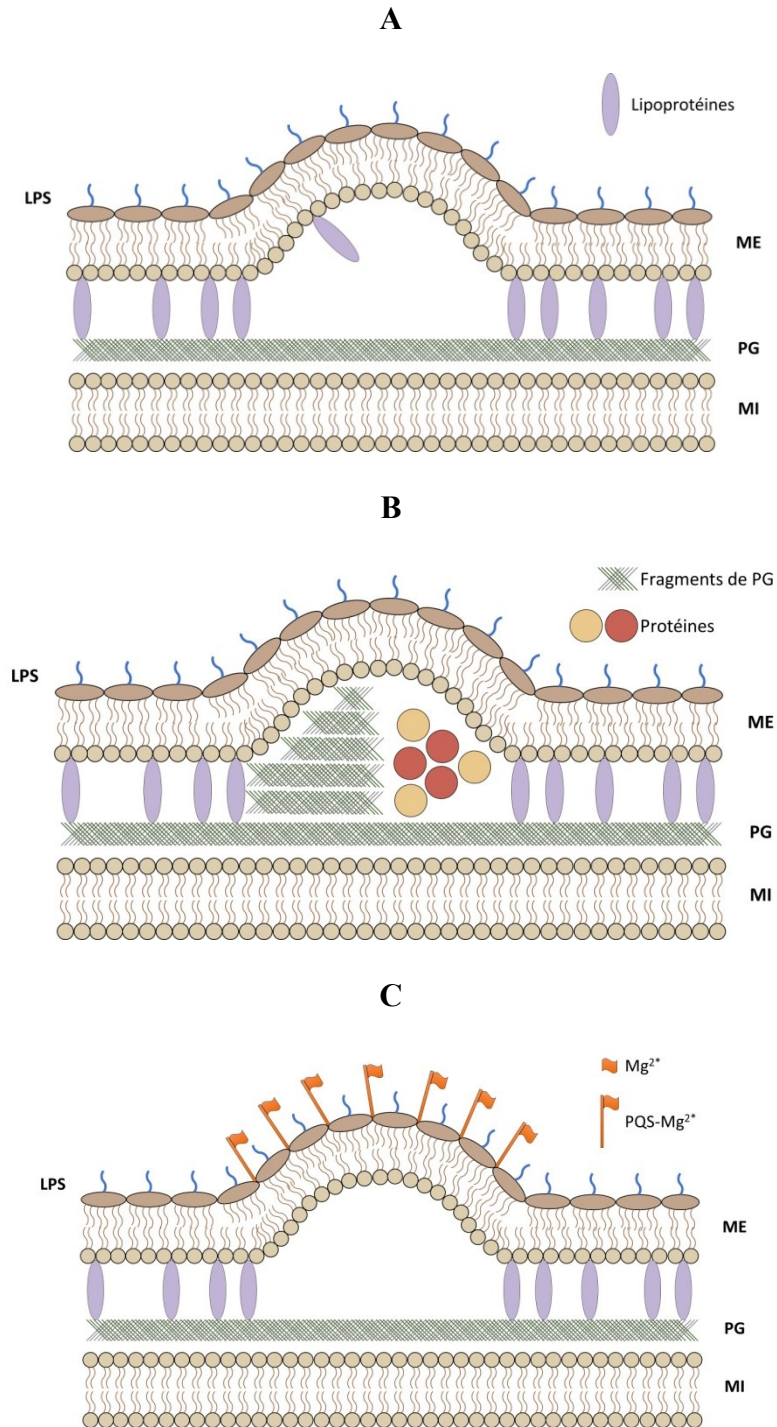 A
Lipoprotéines
LPS
ME
PG
MI
B
Fragments de PG
Protéines
LPS
ME
PG
MI
C
Mg²*
PQS-Mg²*
LPS
ME
PG
MI